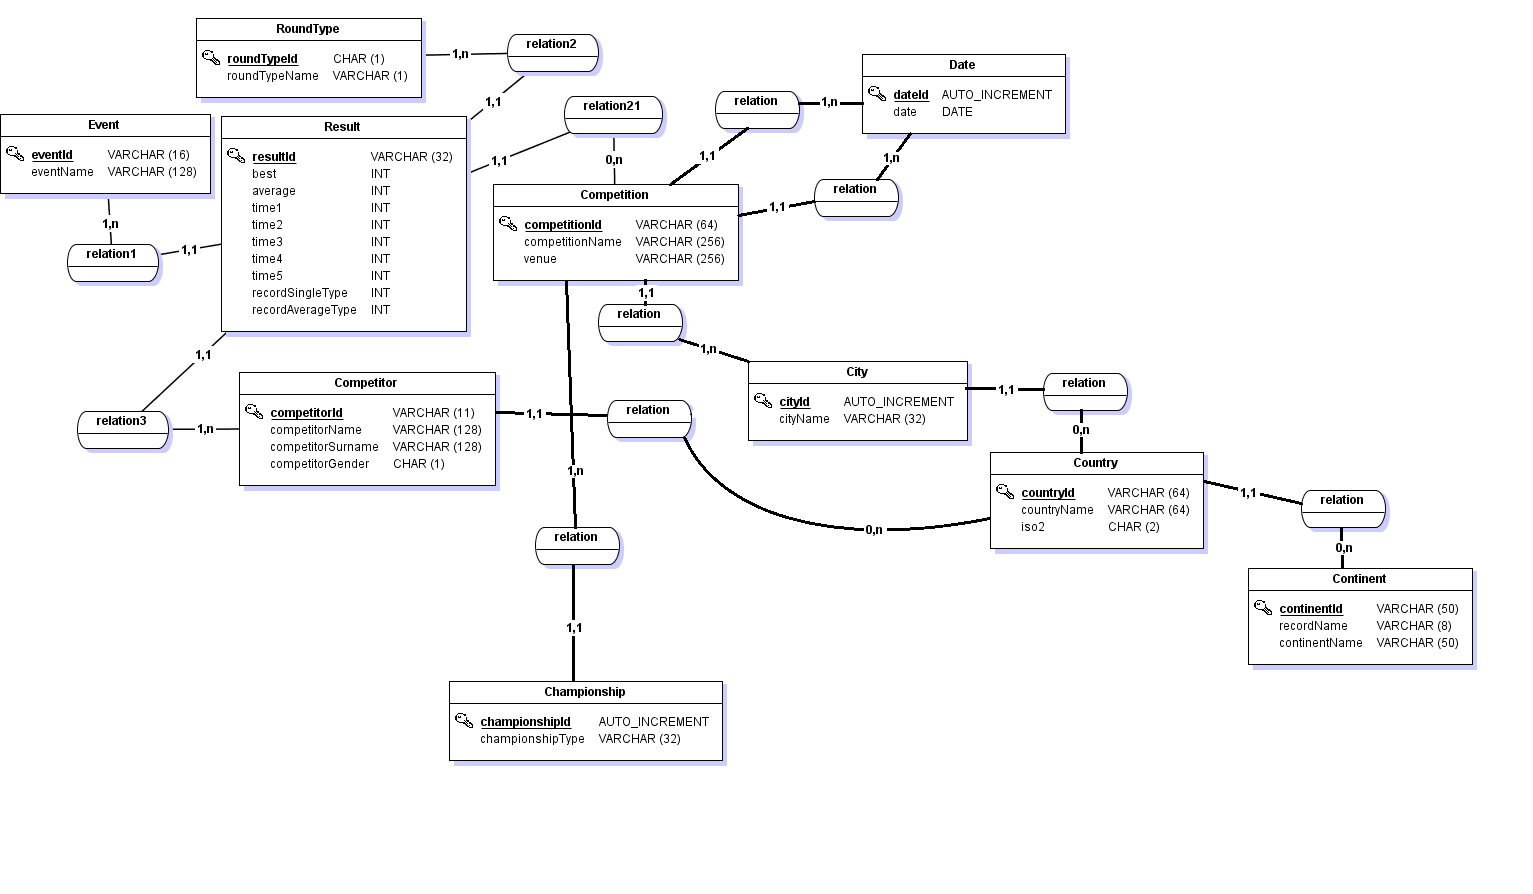 RoundType
roundTypeId CHAR (1)
roundTypeName VARCHAR (1)
1,n
relation2
1,1
Event
eventId VARCHAR (16)
eventName VARCHAR (128)
1,n
relation1
1,1
Result
resultId VARCHAR (32)
best INT
average INT
time1 INT
time2 INT
time3 INT
time4 INT
time5 INT
recordSingleType INT
recordAverageType INT
1,1
relation21
0,n
1,1
relation3
1,n
Competition
competitionId VARCHAR (64)
competitionName VARCHAR (256)
venue VARCHAR (256)
1,1
relation
1,n
Date
dateId AUTO_INCREMENT
date DATE
1,n
relation
1,1
1,1
relation
1,n
City
cityId AUTO_INCREMENT
cityName VARCHAR (32)
1,1
relation
0,n
Competitor
competitorId VARCHAR (11)
competitorName VARCHAR (128)
competitorSurname VARCHAR (128)
competitorGender CHAR (1)
1,1
relation
0,n
Country
countryId VARCHAR (64)
countryName VARCHAR (64)
iso2 CHAR (2)
1,1
relation
0,n
Continent
continentId VARCHAR (50)
recordName VARCHAR (8)
continentName VARCHAR (50)
1,n
relation
1,1
Championship
championshipId AUTO_INCREMENT
championshipType VARCHAR (32)